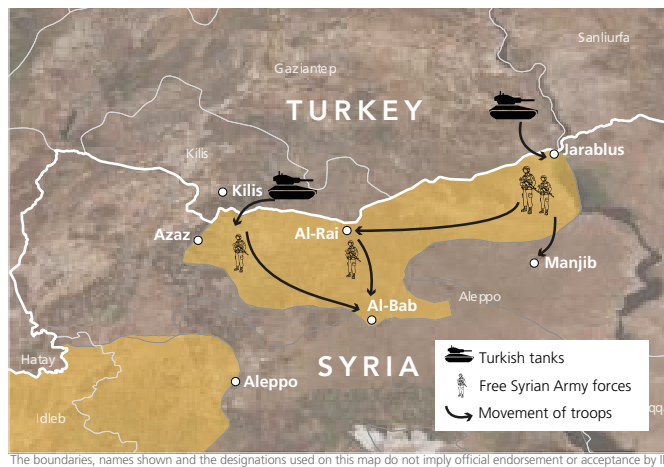 Sanliurfa
Gaziantep
TURKEY
Jarablus
Kilis
Kilis
Azaz
Al-Rai
Manjib
Al-Bab
Aleppo
SYRIA
Hatay
Aleppo
Idleb
Turkish tanks
Free Syrian Army forces
Movement of troops
The boundaries, names shown and the designations used on this map do not imply official endorsement or acceptance by